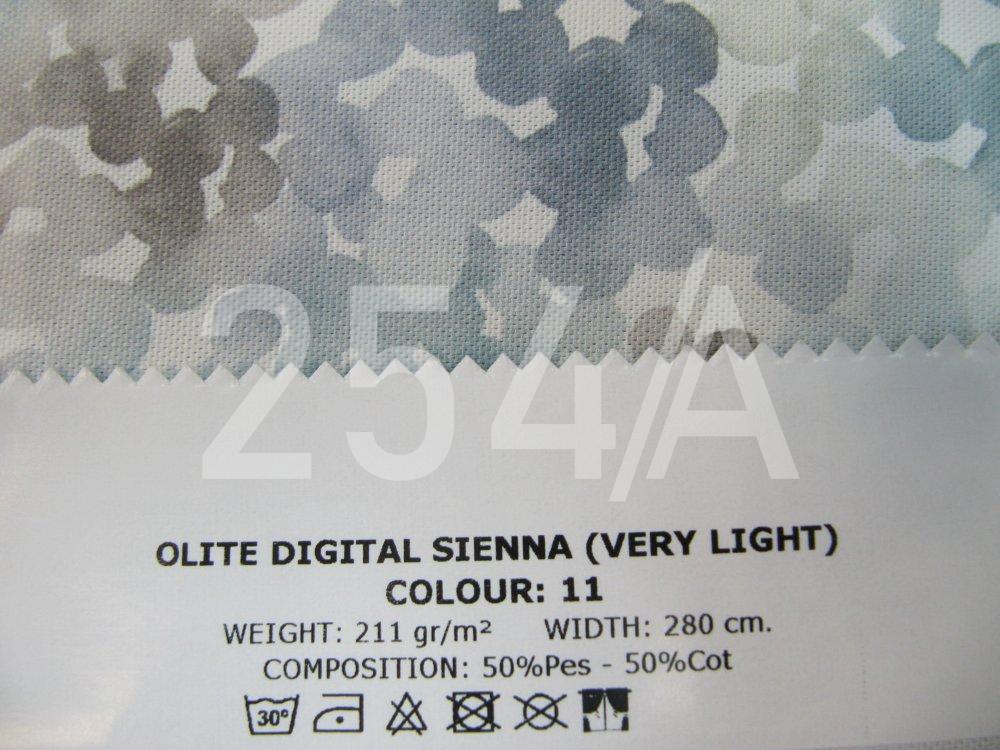 254/A
OLITE DIGITAL SIENNA (VERY LIGHT)
COLOUR: 11
WEIGHT: 211 gr/m² WIDTH: 280 cm.
COMPOSITION: 50%Pes - 50%Cot
30°